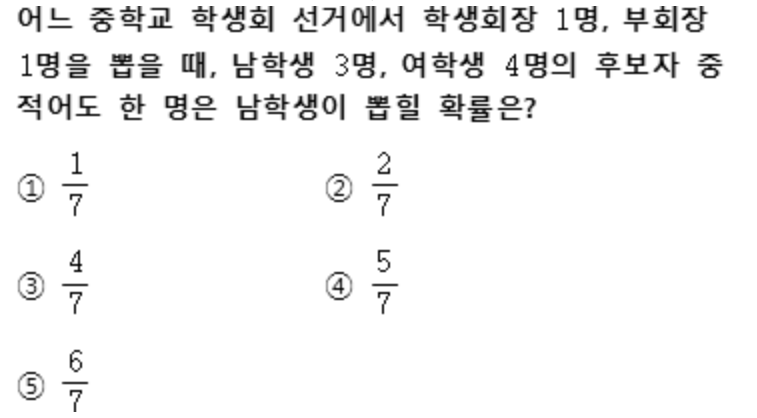 어느 중학교 학생회 선거에서 학생회장 1명, 부회장
1명을 뽑을 때, 남학생 3명, 여학생 4명의 후보자 중
적어도 한 명은 남학생이 뽑힐 확률은?
① 1/7 ② 2/7
③ 4/7 ④ 5/7
⑤ 6/7